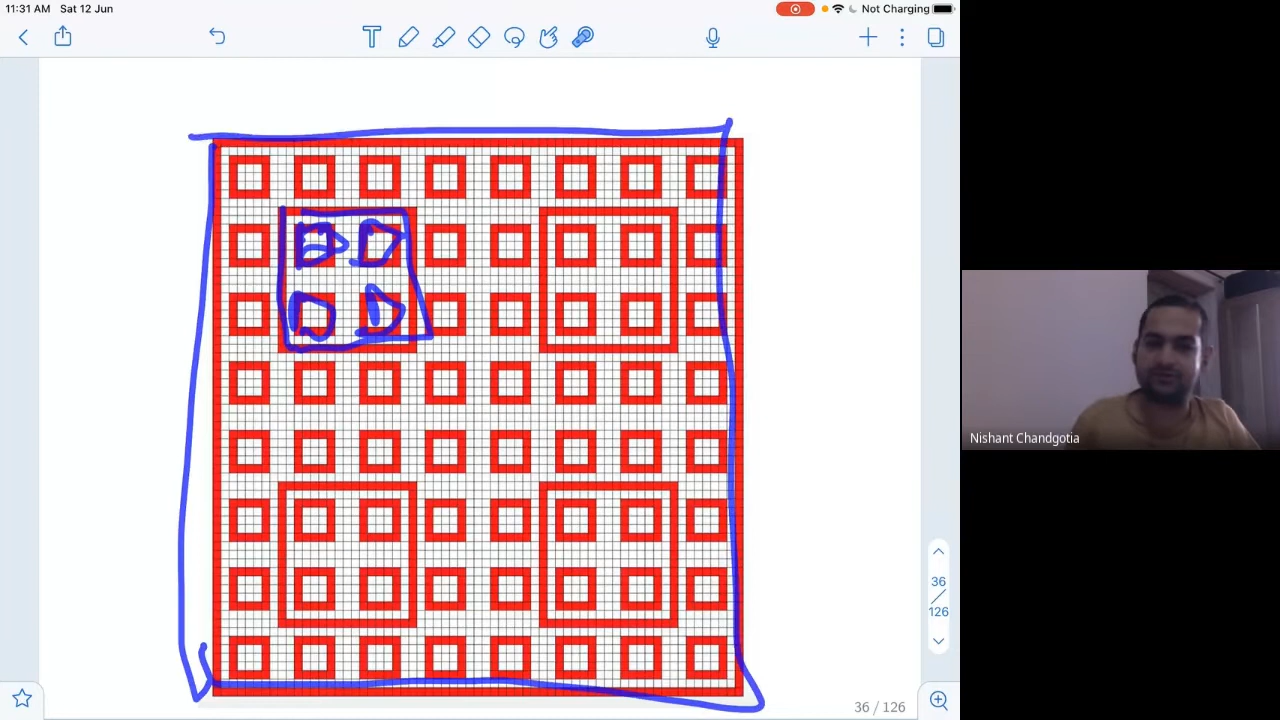 11:31 AM Sat 12 Jun
Not Charging
T
Nishant Chandgotia
36
126
36 / 126